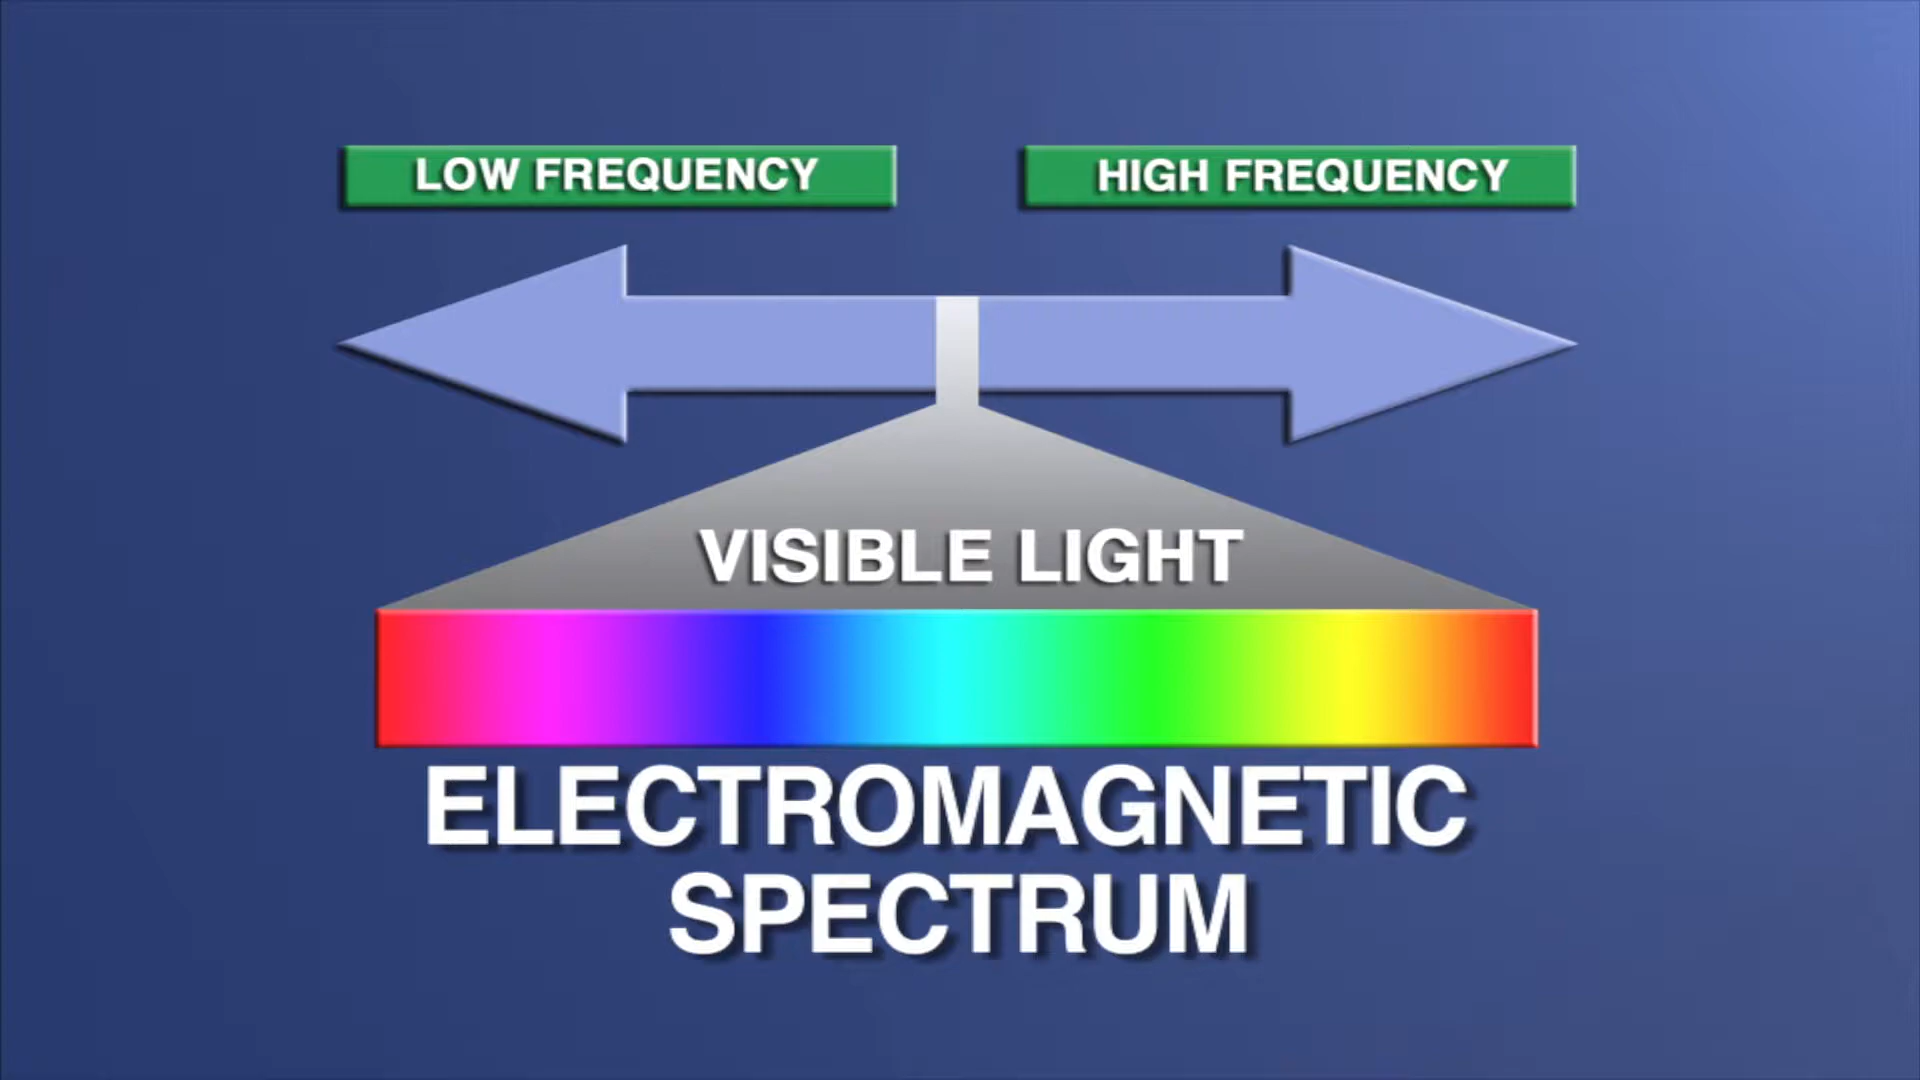 LOW FREQUENCY
HIGH FREQUENCY
VISIBLE LIGHT
ELECTROMAGNETIC
SPECTRUM